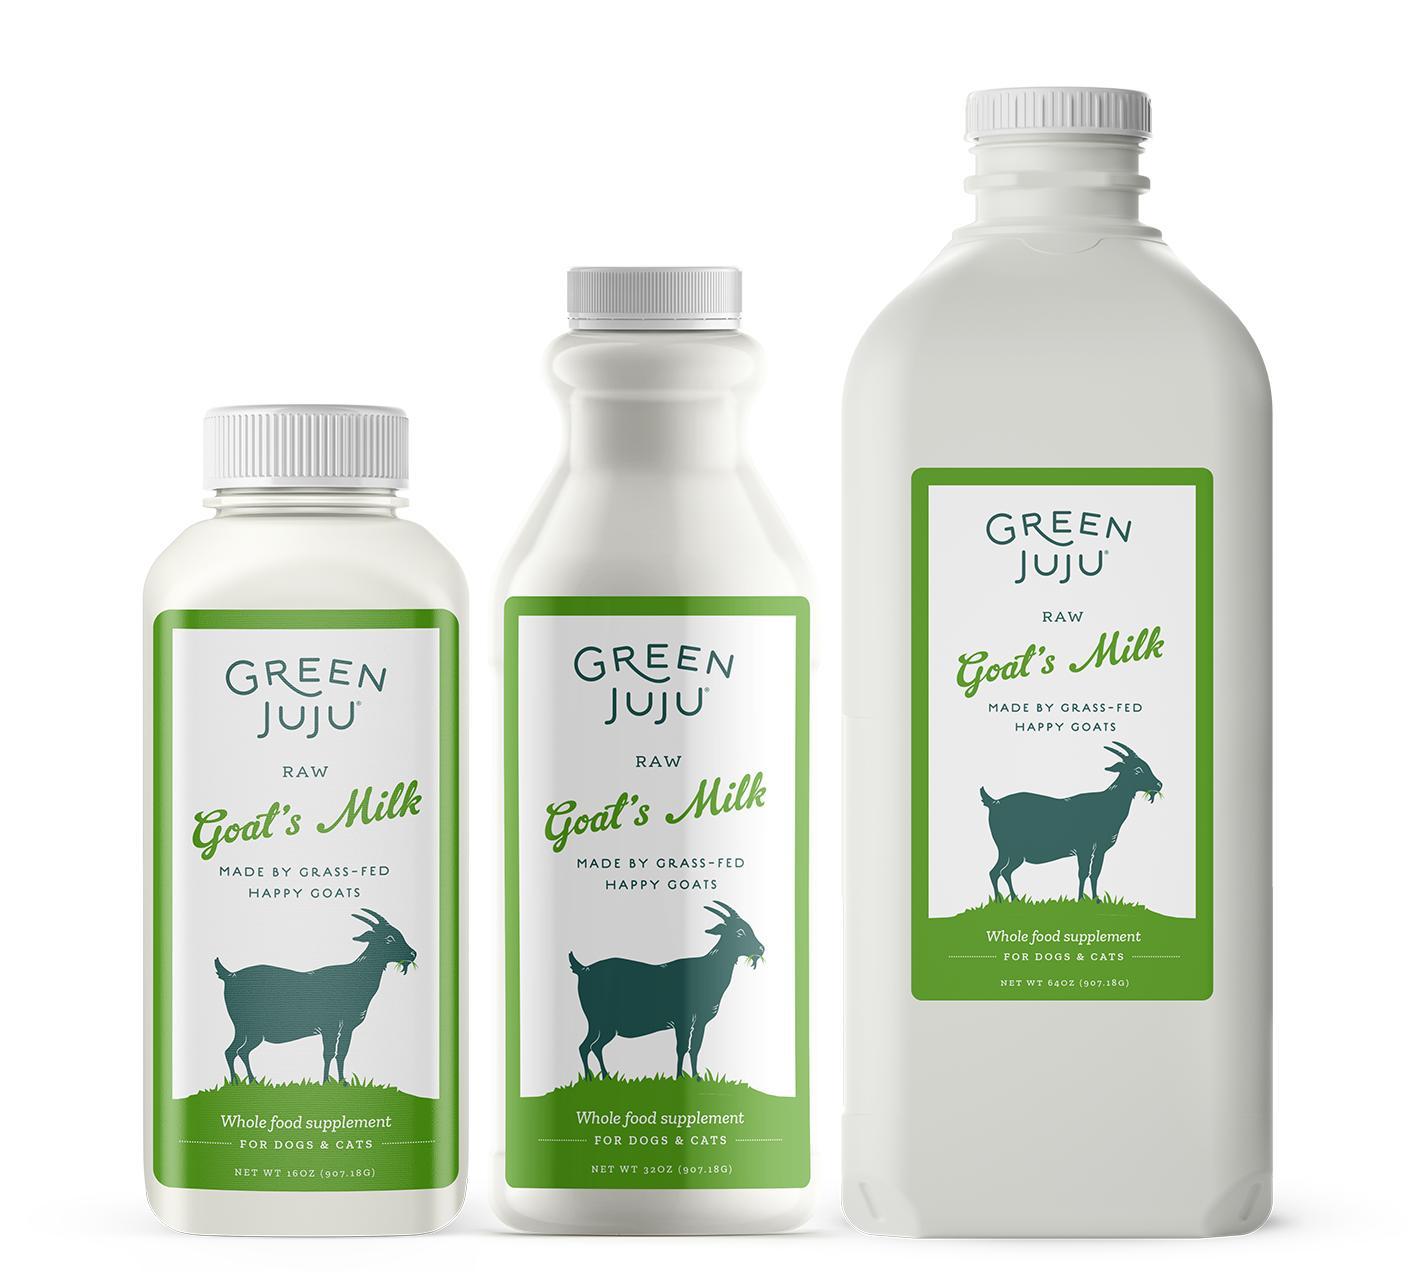 GREEN
JUJU®
RAW
Goat's Milk
MADE BY GRASS-FED
HAPPY GOATS
Whole food supplement
FOR DOGS & CATS
NET WT 16OZ (907.18G)
GREEN
JUJU®
RAW
Goat's Milk
MADE BY GRASS-FED
HAPPY GOATS
Whole food supplement
FOR DOGS & CATS
NET WT 32OZ (907.18G)
GREEN
JUJU®
RAW
Goat's Milk
MADE BY GRASS-FED
HAPPY GOATS
Whole food supplement
FOR DOGS & CATS
NET WT 64OZ (907.18G)